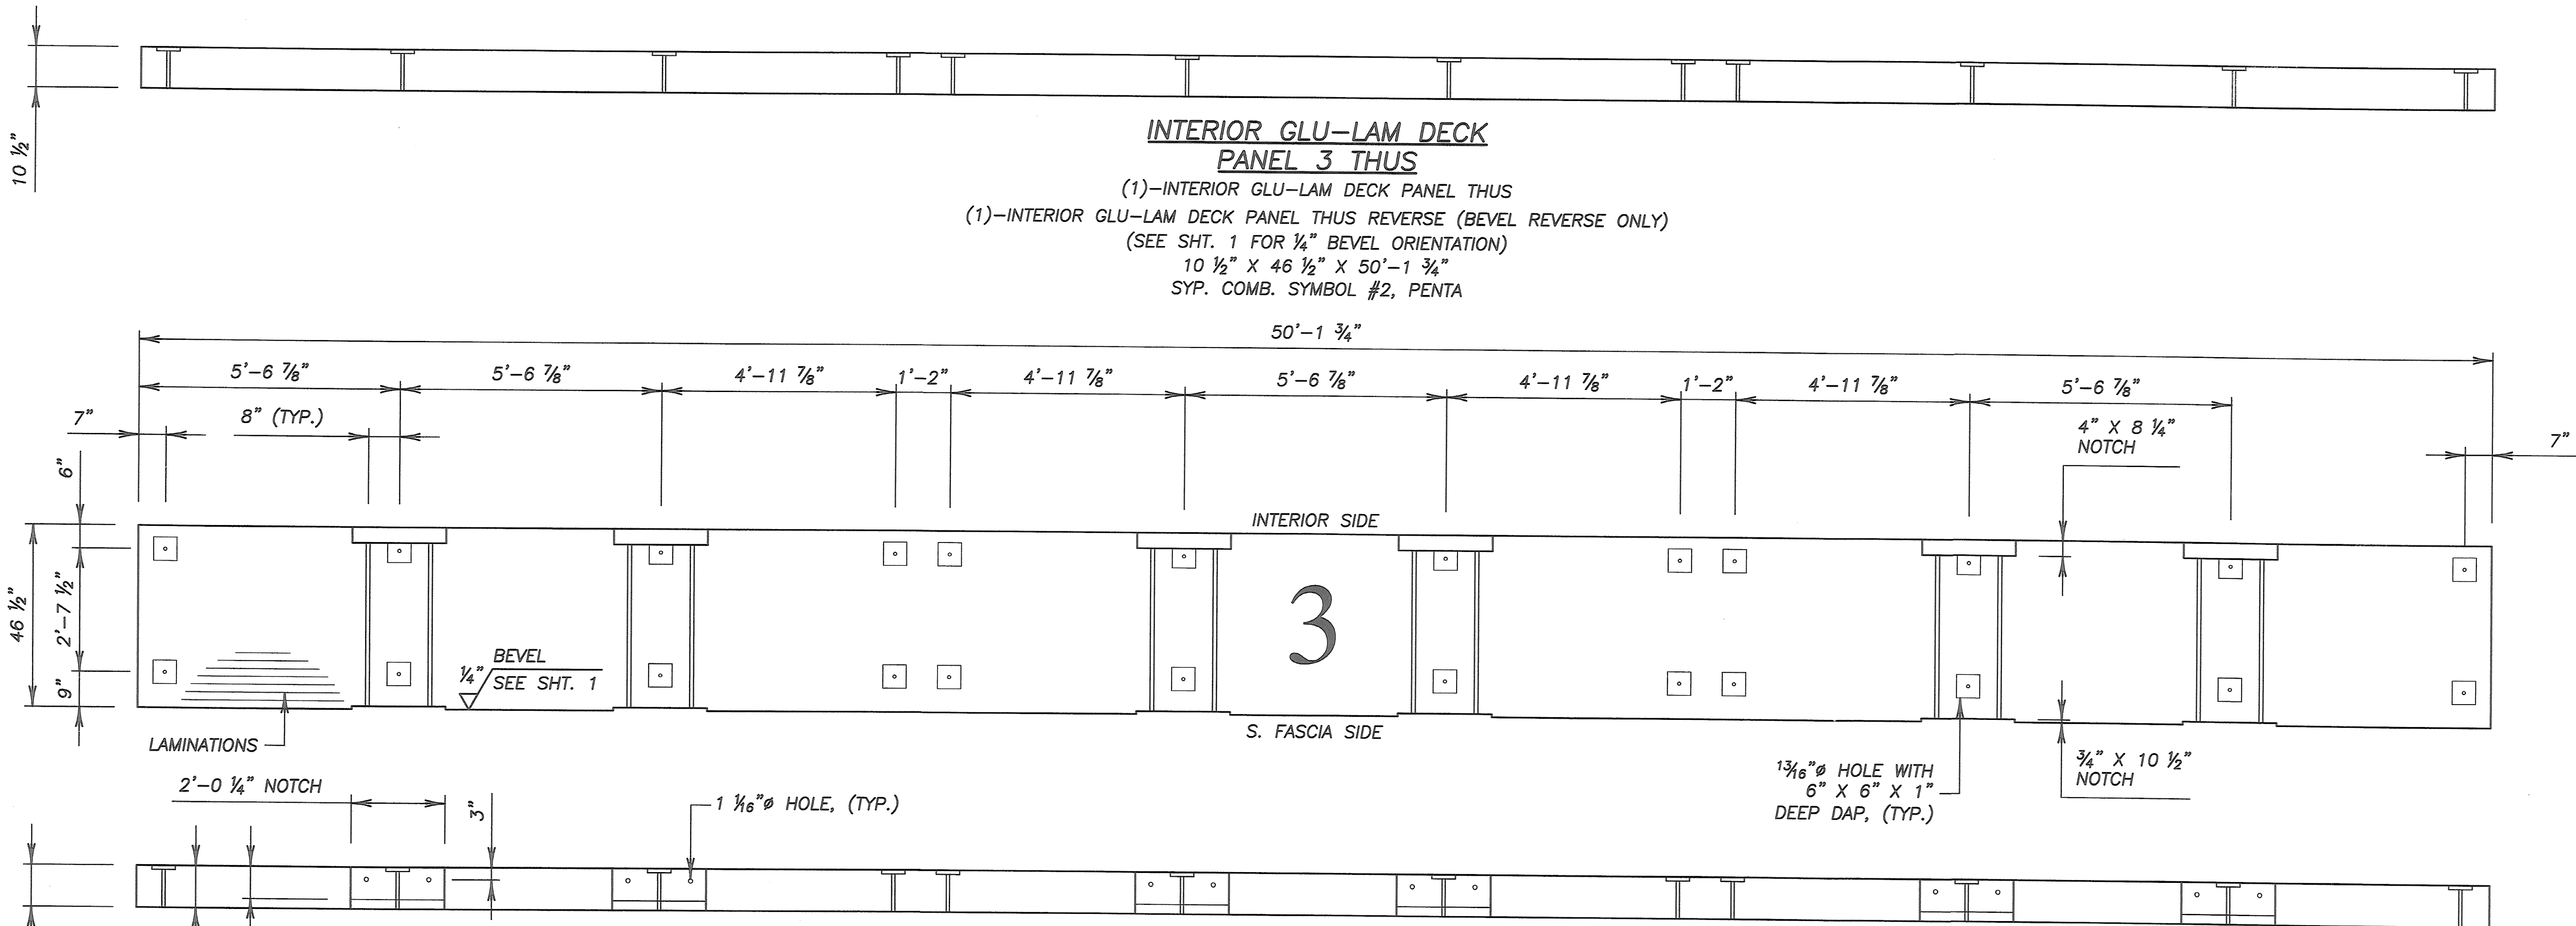 10 ½"
INTERIOR GLU-LAM DECK
PANEL 3 THUS
(1)-INTERIOR GLU-LAM DECK PANEL THUS
(1)-INTERIOR GLU-LAM DECK PANEL THUS REVERSE (BEVEL REVERSE ONLY)
(SEE SHT. 1 FOR ¼" BEVEL ORIENTATION)
10 ½" X 46 ½" X 50'-1 ¾"
SYP. COMB. SYMBOL #2, PENTA
50'-1 ¾"
5'-6 ⅞"
5'-6 ⅞"
4'-11 ⅞"
1'-2"
4'-11 ⅞"
5'-6 ⅞"
4'-11 ⅞"
1'-2"
4'-11 ⅞"
5'-6 ⅞"
7"
8" (TYP.)
4" X 8 ¼"
NOTCH
7"
6"
INTERIOR SIDE
46 ½"
2'-7 ½"
3
9"
¼"
BEVEL
SEE SHT. 1
LAMINATIONS
S. FASCIA SIDE
2'-0 ¼" NOTCH
3"
1 1/16"ø HOLE, (TYP.)
13/16"ø HOLE WITH
6" X 6" X 1"
DEEP DAP, (TYP.)
¾" X 10 ½"
NOTCH